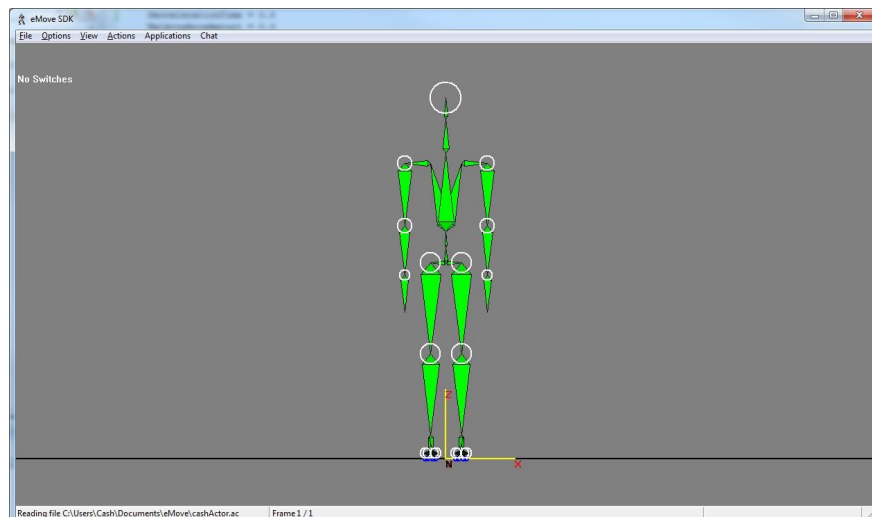 eMove SDK
File Options View Actions Applications Chat
No Switches
Z
N X
Reading file C:\Users\Cash\Documents\eMove\cashActor.ac Frame 1 / 1